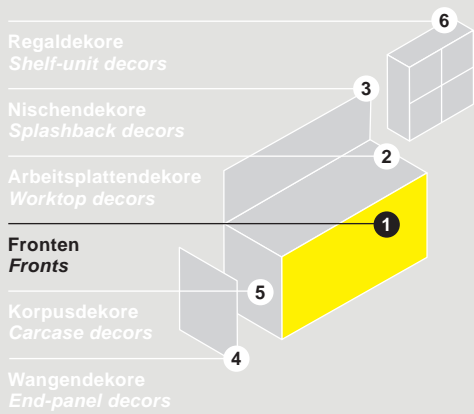 6
Regaldekore
Shelf-unit decors
3
Nischendekore
Splashback decors
2
Arbeitsplattendekore
Worktop decors
1
Fronten
Fronts
5
Korpusdekore
Carcase decors
4
Wangendekore
End-panel decors